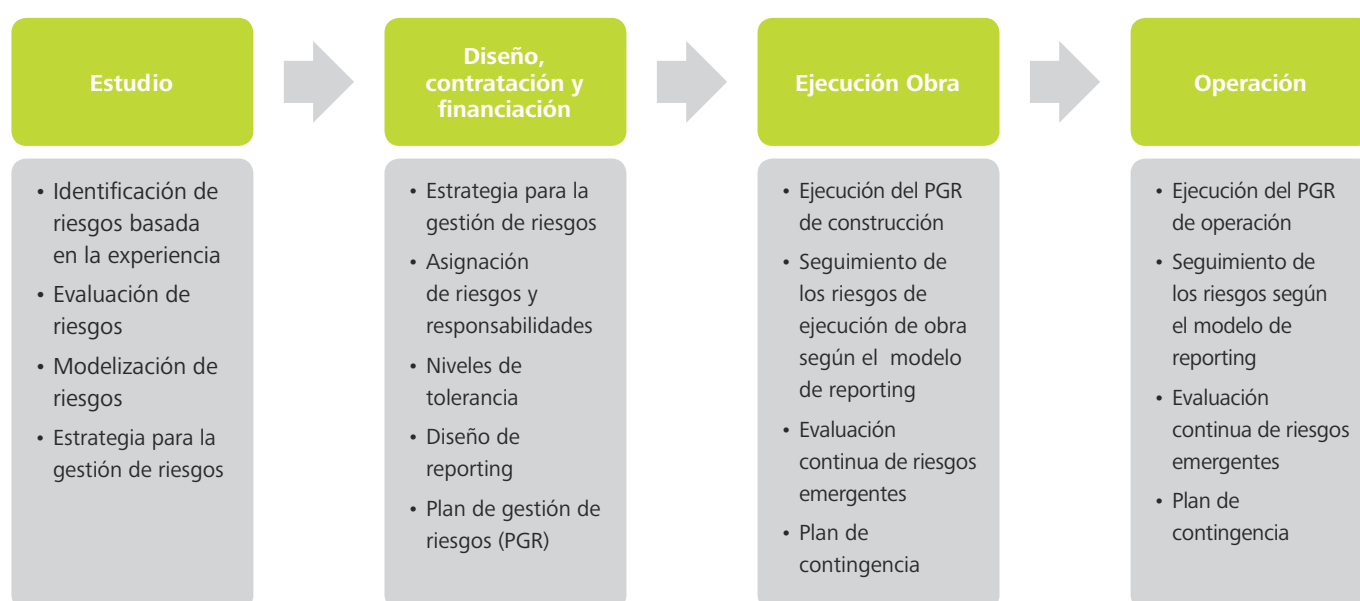 Estudio
• Identificación de
riesgos basada
en la experiencia
• Evaluación de
riesgos
• Modelización de
riesgos
• Estrategia para la
gestión de riesgos
Diseño,
contratación y
financiación
• Estrategia para la
gestión de riesgos
• Asignación
de riesgos y
responsabilidades
• Niveles de
tolerancia
• Diseño de
reporting
• Plan de gestión de
riesgos (PGR)
Ejecución Obra
• Ejecución del PGR
de construcción
• Seguimiento de
los riesgos de
ejecución de obra
según el modelo
de reporting
• Evaluación
continua de riesgos
emergentes
• Plan de
contingencia
Operación
• Ejecución del PGR
de operación
• Seguimiento de
los riesgos según
el modelo de
reporting
• Evaluación
continua de riesgos
emergentes
• Plan de
contingencia